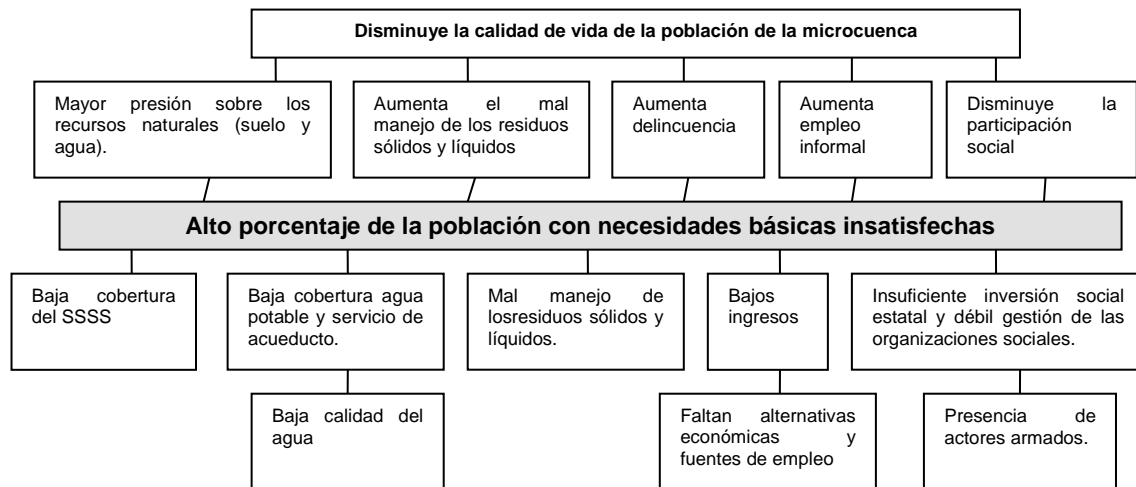 Disminuye la calidad de vida de la población de la microcuenca
Mayor presión sobre los
recursos naturales (suelo y
agua).
Aumenta el mal
manejo de los residuos
sólidos y líquidos
Aumenta
delincuencia
Aumenta
empleo
informal
Disminuye la
participación
social
Alto porcentaje de la población con necesidades básicas insatisfechas
Baja cobertura
del SSSS
Baja cobertura agua
potable y servicio de
acueducto.
Mal manejo de
losresiduos sólidos y
líquidos.
Bajos
ingresos
Insuficiente inversión social
estatal y débil gestión de las
organizaciones sociales.
Baja calidad del
agua
Faltan alternativas
económicas y
fuentes de empleo
Presencia de
actores armados.